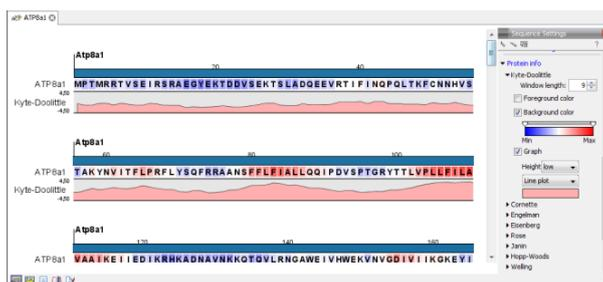 ATP8a1
Atp8a1
20
40
ATP8a1 MPTMRRTVSEIRSRAEGYEKTDDVSEKTSLADQEEVRTIFINQPQLTKFCNNHVS
4,50
Kyte-Doolittle
-4,50
Atp8a1
60
80
100
ATP8a1 TAKYNVITFLPRFLYSQFRRAANSFFLFIALLQQIPDVSPTGRYTTLVPLLFILA
4,50
Kyte-Doolittle
-4,50
Atp8a1
120
140
160
ATP8a1 VAAIKEIIEDIKRHKADNAVNKKQTQVLRNGAWEIVHWEKVNVGDIVIIKGKEYI
Sequence Settings
?
Protein info
Kyte-Doolittle
Window length: 9
Foreground color
Background color
Min Max
Graph
Height low
Line plot
Cornette
Engelman
Eisenberg
Rose
Janin
Hopp-Woods
Welling